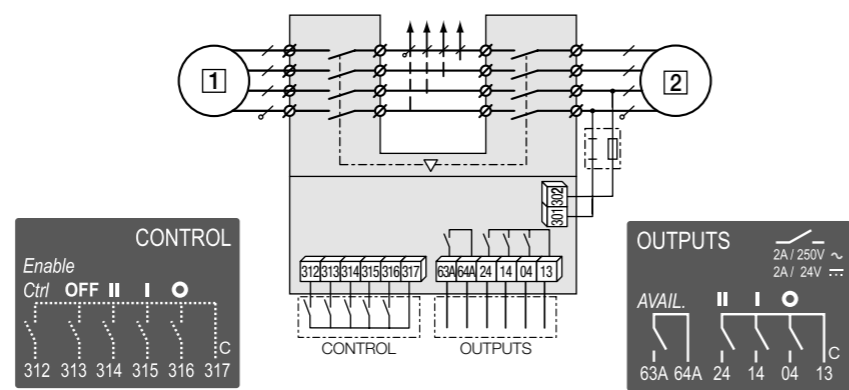 1
2
302
301
312 313 314 315 316 317
63A 64A 24 14 04 13
CONTROL
OUTPUTS
CONTROL
Enable
Ctrl OFF II I O
C
312 313 314 315 316 317
OUTPUTS
2A / 250V ~
2A / 24V ⎓
AVAIL. II I O
C
63A 64A 24 14 04 13